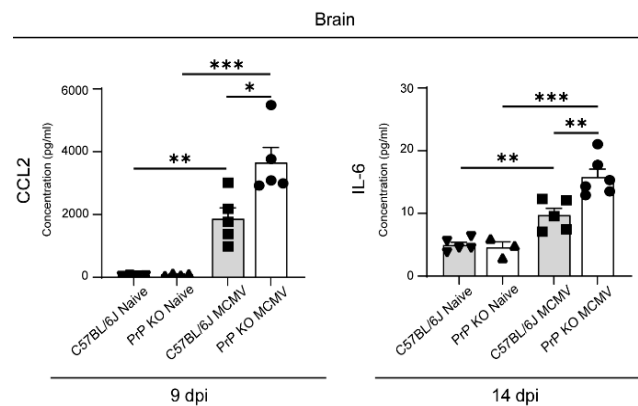 Brain
CCL2
Concentration (pg/ml)
6000
4000
2000
0
***
*
**
C57BL/6J Naive
PrP KO Naive
C57BL/6J MCMV
PrP KO MCMV
9 dpi
IL-6
Concentration (pg/ml)
30
20
10
0
***
**
**
C57BL/6J Naive
PrP KO Naive
C57BL/6J MCMV
PrP KO MCMV
14 dpi